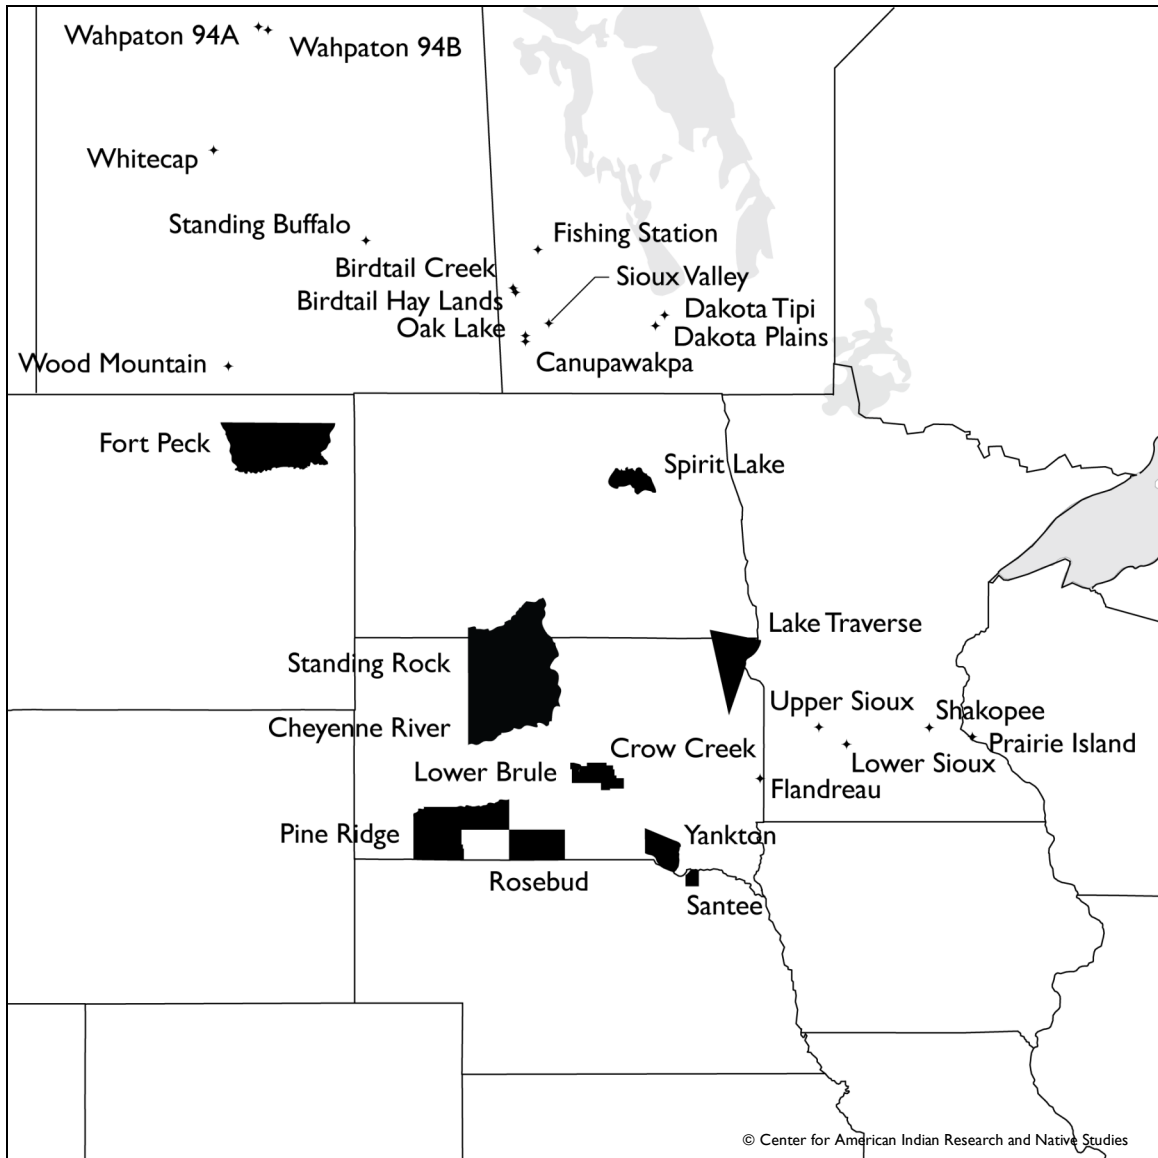 Wahpaton 94A
Wahpaton 94B
Whitecap
Standing Buffalo
Fishing Station
Birdtail Creek
Sioux Valley
Birdtail Hay Lands
Dakota Tipi
Oak Lake
Dakota Plains
Canupawakpa
Wood Mountain
Fort Peck
Spirit Lake
Lake Traverse
Standing Rock
Upper Sioux
Shakopee
Cheyenne River
Prairie Island
Crow Creek
Lower Sioux
Lower Brule
Flandreau
Pine Ridge
Yankton
Rosebud
Santee
© Center for American Indian Research and Native Studies